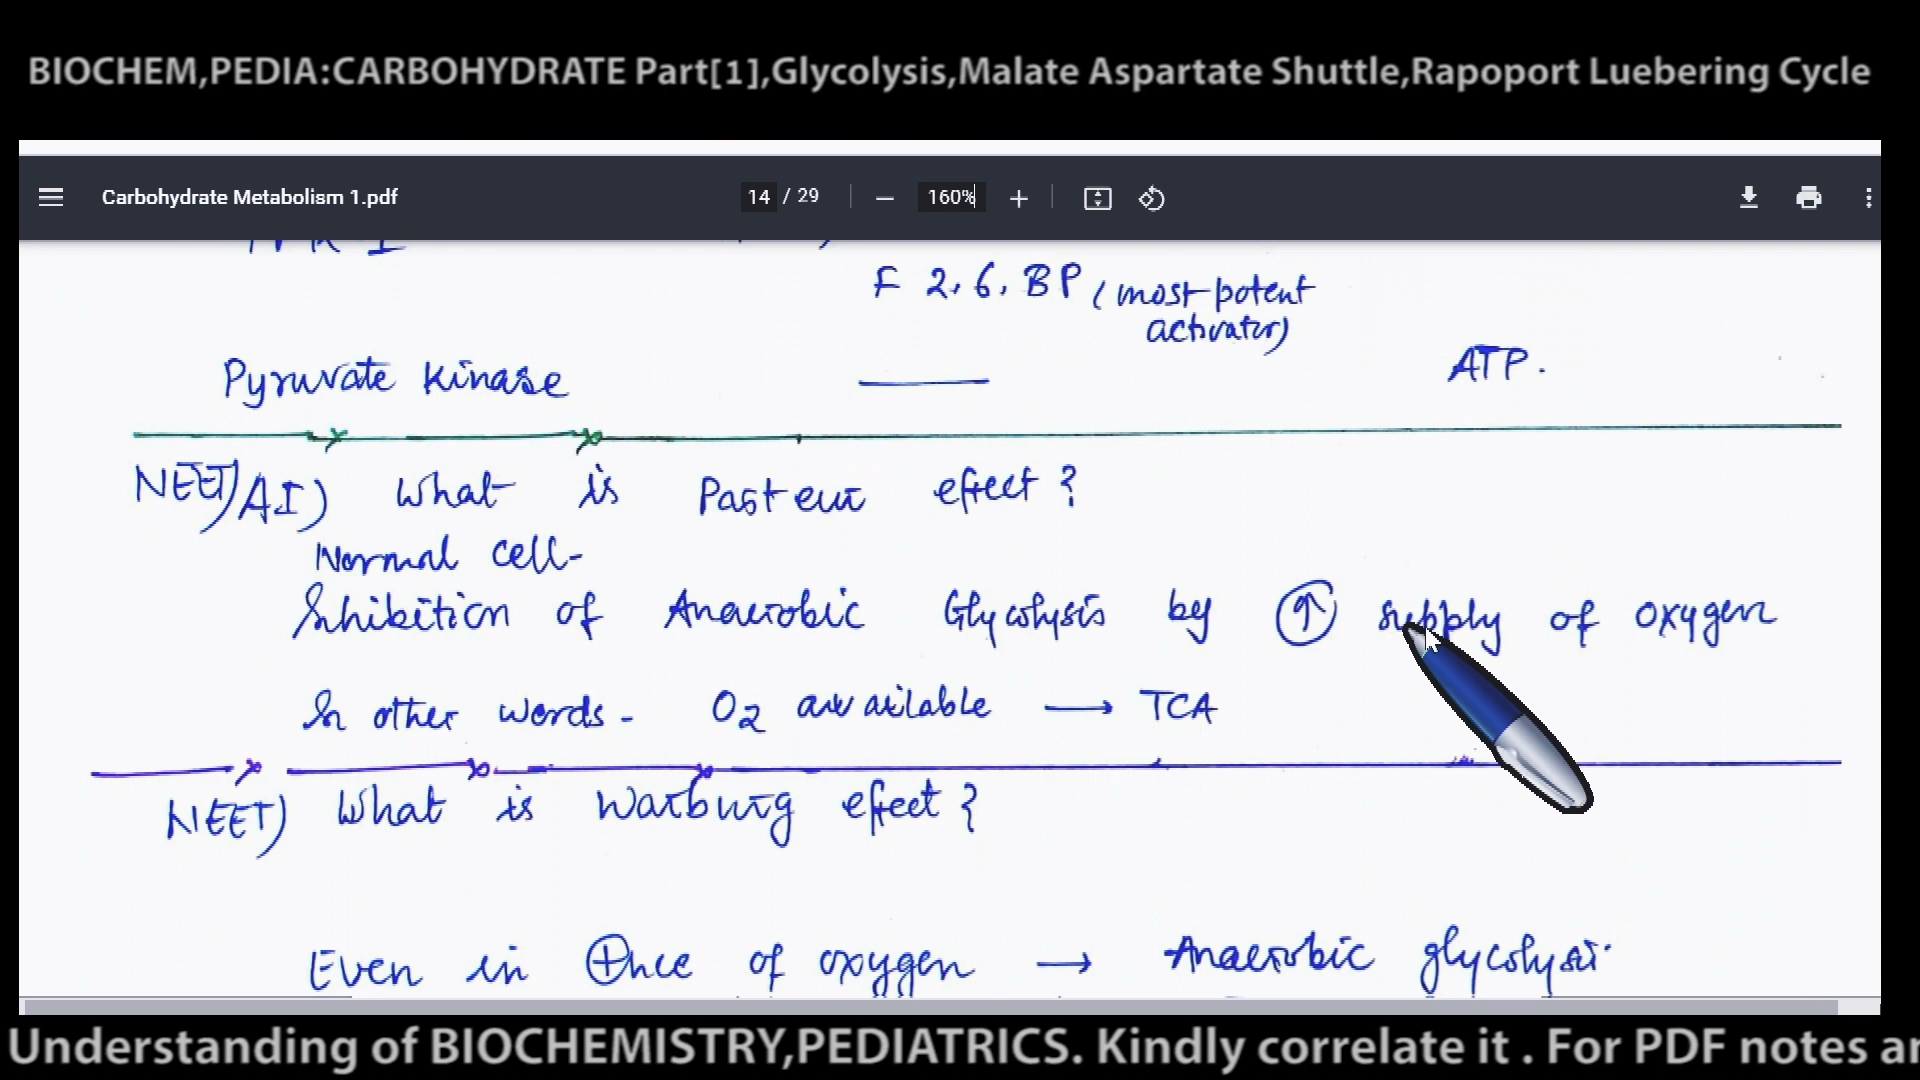 BIOCHEM,PEDIA:CARBOHYDRATE Part[1],Glycolysis,Malate Aspartate Shuttle,Rapoport Luebering Cycle
Carbohydrate Metabolism 1.pdf 14 / 29 160%
F 2,6,BP (most potent
activator)
Pyruvate kinase ATP.
NEET/AI) What is Pasteur effect?
Normal cell-
Inhibition of Anaerobic Glycolysis by ↑ supply of oxygen
In other words - O2 available → TCA
NEET) What is Warburg effect?
Even in +nce of oxygen → Anaerobic glycolysis
Understanding of BIOCHEMISTRY,PEDIATRICS. Kindly correlate it . For PDF notes an